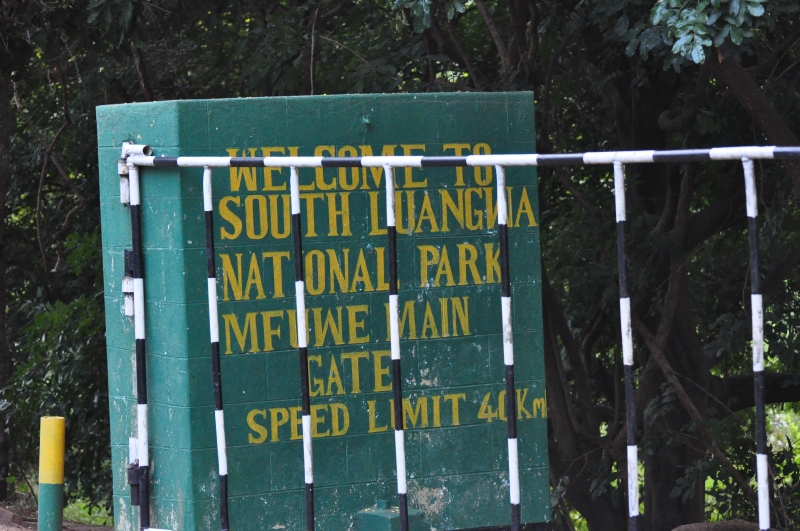 WELCOME TO
SOUTH LUANGWA
NATIONAL PARK
MFUWE MAIN
GATE
SPEED LIMIT 40Km